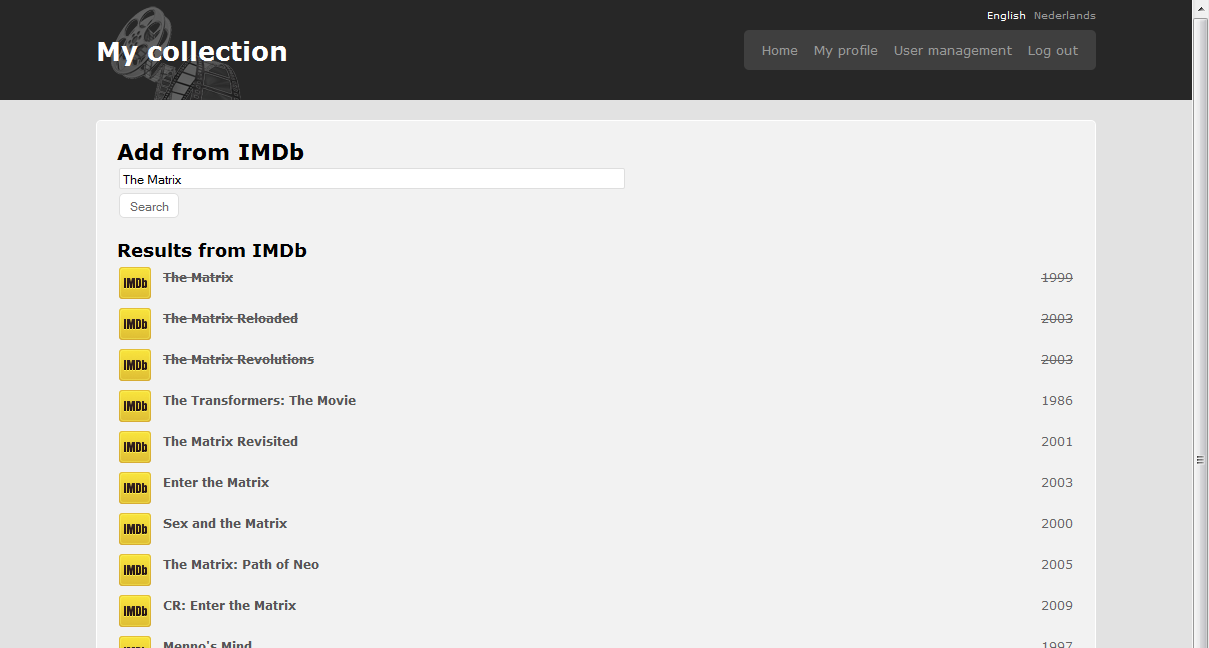 English Nederlands
My collection
Home My profile User management Log out
Add from IMDb
The Matrix
Search
Results from IMDb
IMDb The Matrix 1999
IMDb The Matrix Reloaded 2003
IMDb The Matrix Revolutions 2003
IMDb The Transformers: The Movie 1986
IMDb The Matrix Revisited 2001
IMDb Enter the Matrix 2003
IMDb Sex and the Matrix 2000
IMDb The Matrix: Path of Neo 2005
IMDb CR: Enter the Matrix 2009
IMDb Menno's Mind 1997